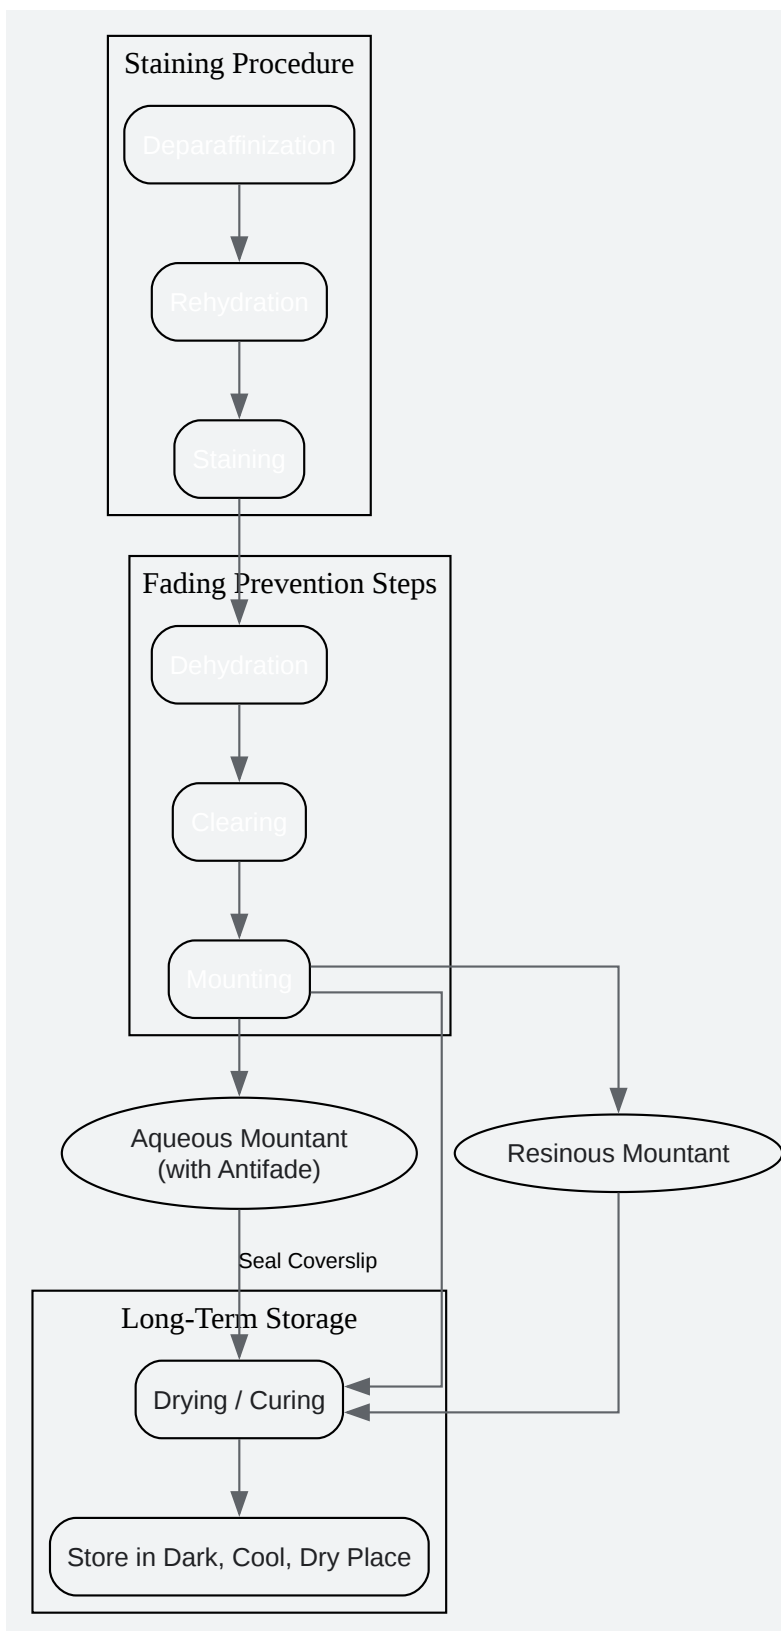 Staining Procedure
Deparaffinization
Rehydration
Staining
Fading Prevention Steps
Dehydration
Clearing
Mounting
Aqueous Mountant
(with Antifade)
Resinous Mountant
Seal Coverslip
Long-Term Storage
Drying / Curing
Store in Dark, Cool, Dry Place